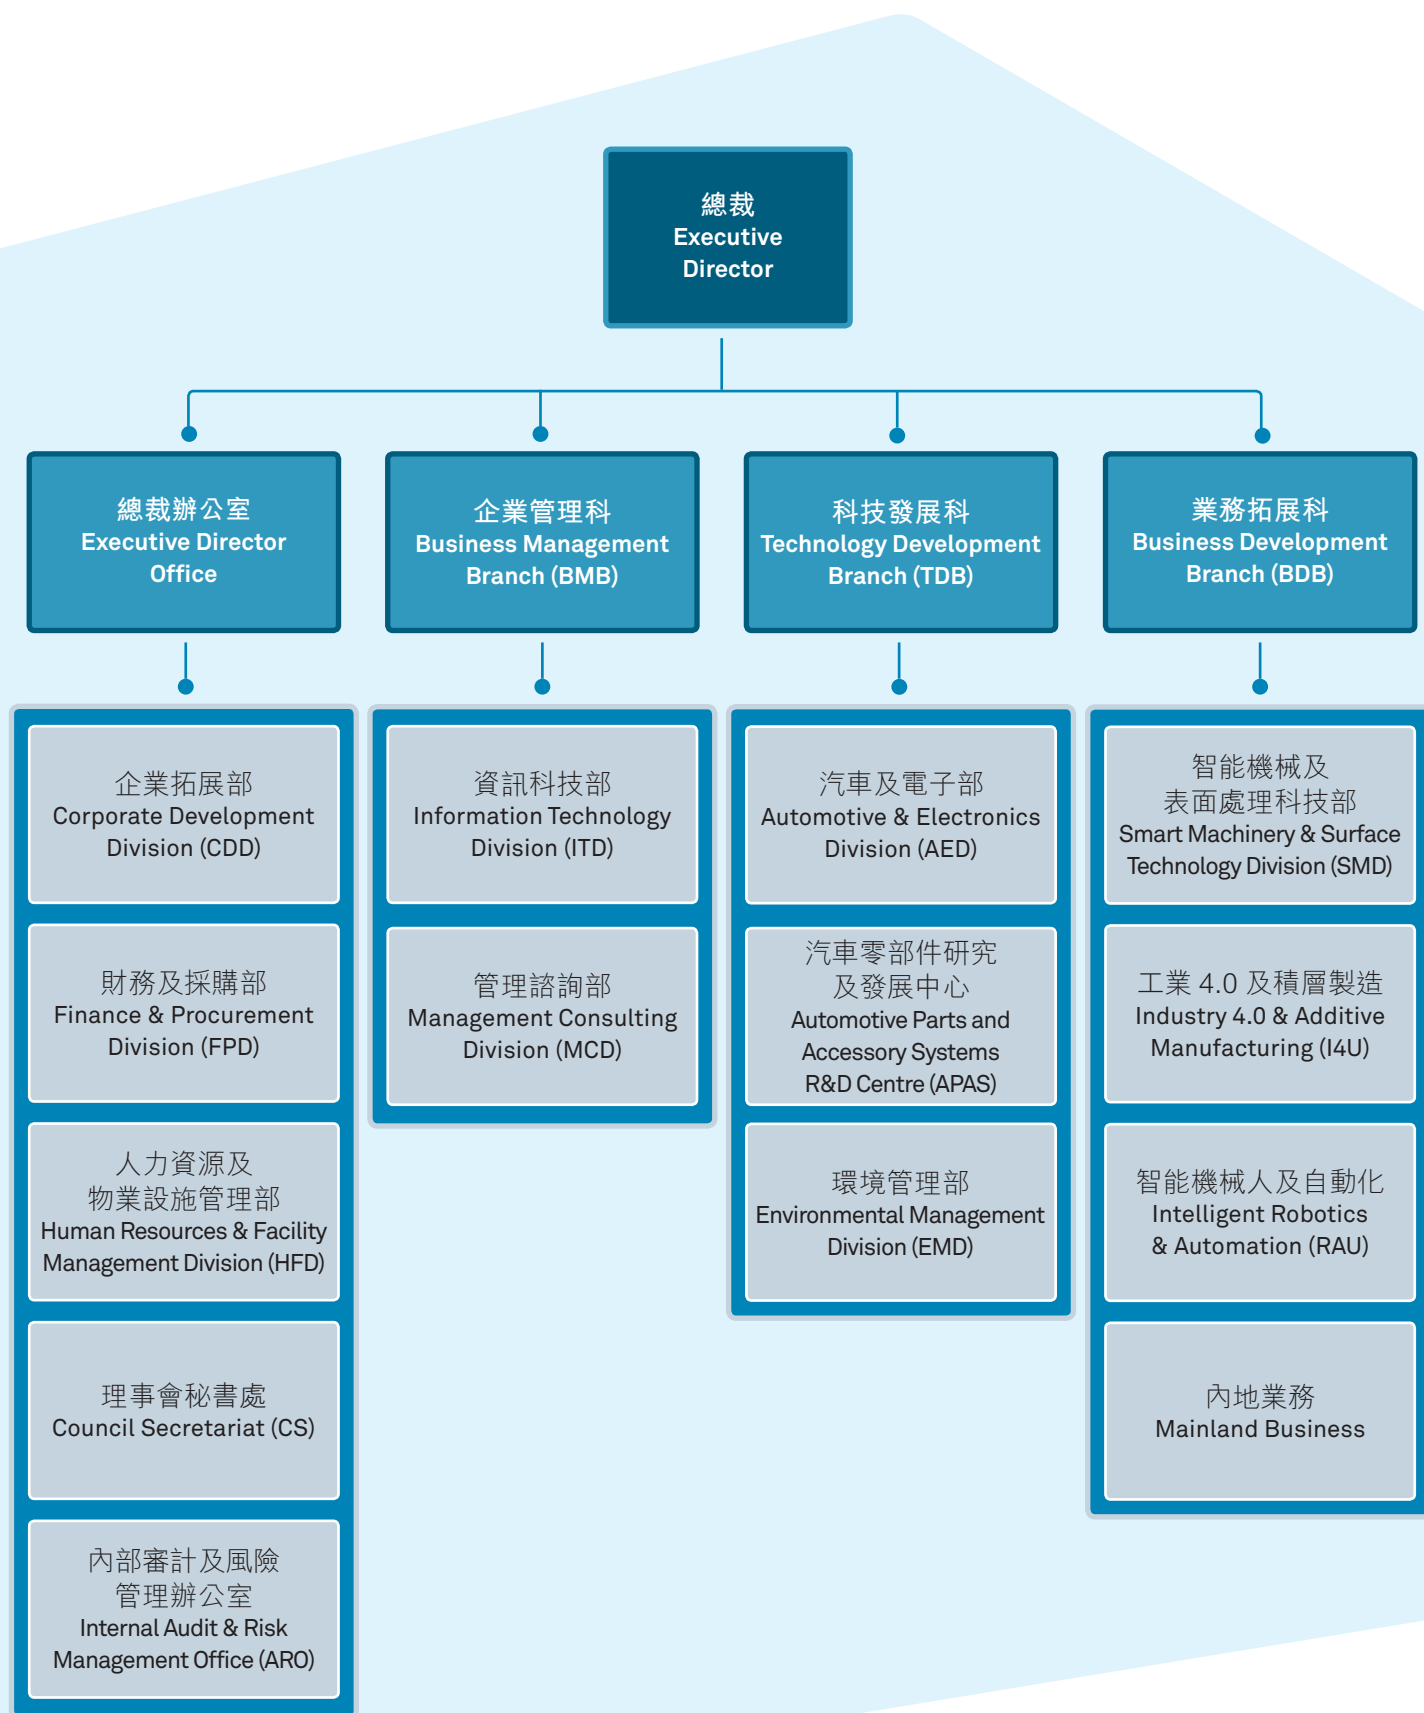 總裁
Executive
Director
總裁辦公室
Executive Director
Office
企業管理科
Business Management
Branch (BMB)
科技發展科
Technology Development
Branch (TDB)
業務拓展科
Business Development
Branch (BDB)
企業拓展部
Corporate Development
Division (CDD)
財務及採購部
Finance & Procurement
Division (FPD)
人力資源及
物業設施管理部
Human Resources & Facility
Management Division (HFD)
理事會秘書處
Council Secretariat (CS)
內部審計及風險
管理辦公室
Internal Audit & Risk
Management Office (ARO)
資訊科技部
Information Technology
Division (ITD)
管理諮詢部
Management Consulting
Division (MCD)
汽車及電子部
Automotive & Electronics
Division (AED)
汽車零部件研究
及發展中心
Automotive Parts and
Accessory Systems
R&D Centre (APAS)
環境管理部
Environmental Management
Division (EMD)
智能機械及
表面處理科技部
Smart Machinery & Surface
Technology Division (SMD)
工業 4.0 及積層製造
Industry 4.0 & Additive
Manufacturing (I4U)
智能機械人及自動化
Intelligent Robotics
& Automation (RAU)
內地業務
Mainland Business